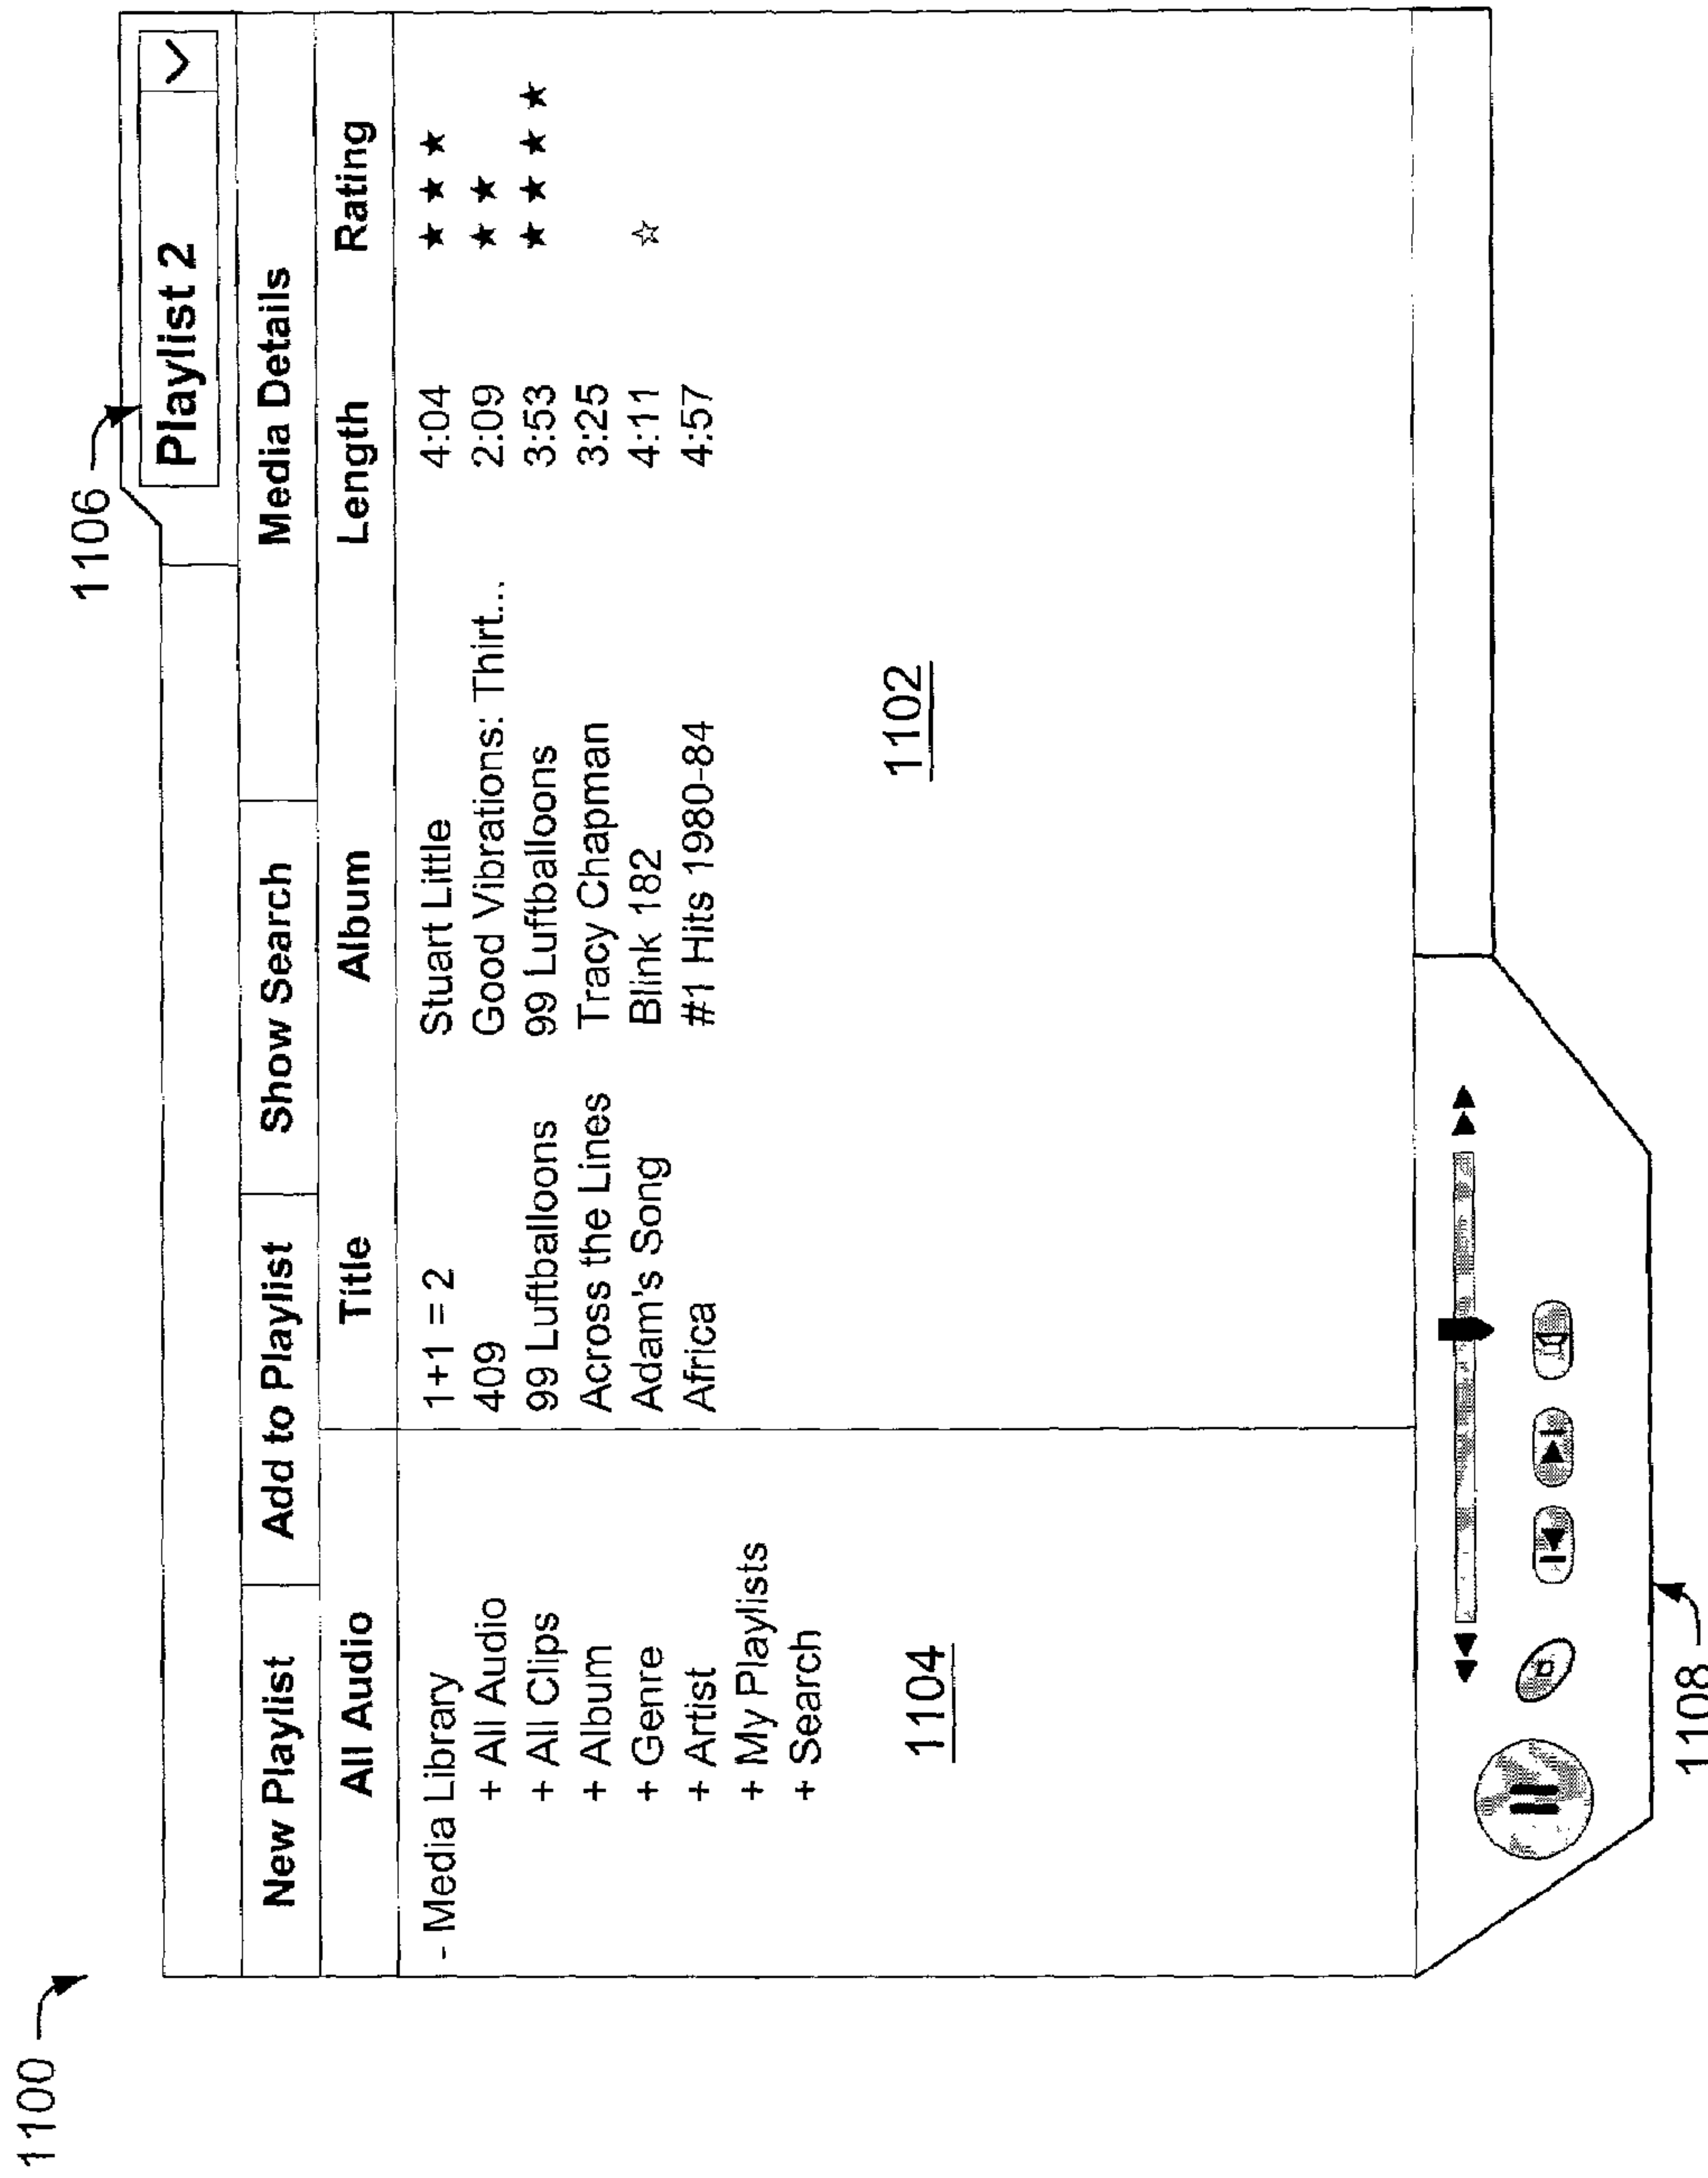 1100
1106
Playlist 2
New Playlist Add to Playlist Show Search Media Details
All Audio Title Album Length Rating
- Media Library
+ All Audio
+ All Clips
+ Album
+ Genre
+ Artist
+ My Playlists
+ Search
1104
1+1 = 2 Stuart Little 4:04
409 Good Vibrations: Thirt... 2:09
99 Luftballoons 99 Luftballoons 3:53
Across the Lines Tracy Chapman 3:25
Adam's Song Blink 182 4:11
Africa #1 Hits 1980-84 4:57
1102
1108